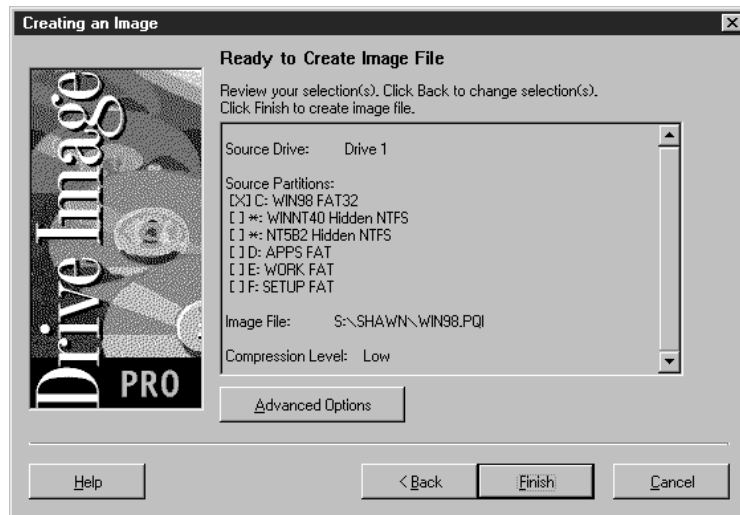 Creating an Image
Drive Image
PRO
Ready to Create Image File
Review your selection(s). Click Back to change selection(s).
Click Finish to create image file.
Source Drive: Drive 1
Source Partitions:
[X] C: WIN98 FAT32
[ ] *: WINNT40 Hidden NTFS
[ ] *: NT5B2 Hidden NTFS
[ ] D: APPS FAT
[ ] E: WORK FAT
[ ] F: SETUP FAT
Image File: S:\SHAWN\WIN98.PQI
Compression Level: Low
Advanced Options
Help
< Back
Finish
Cancel